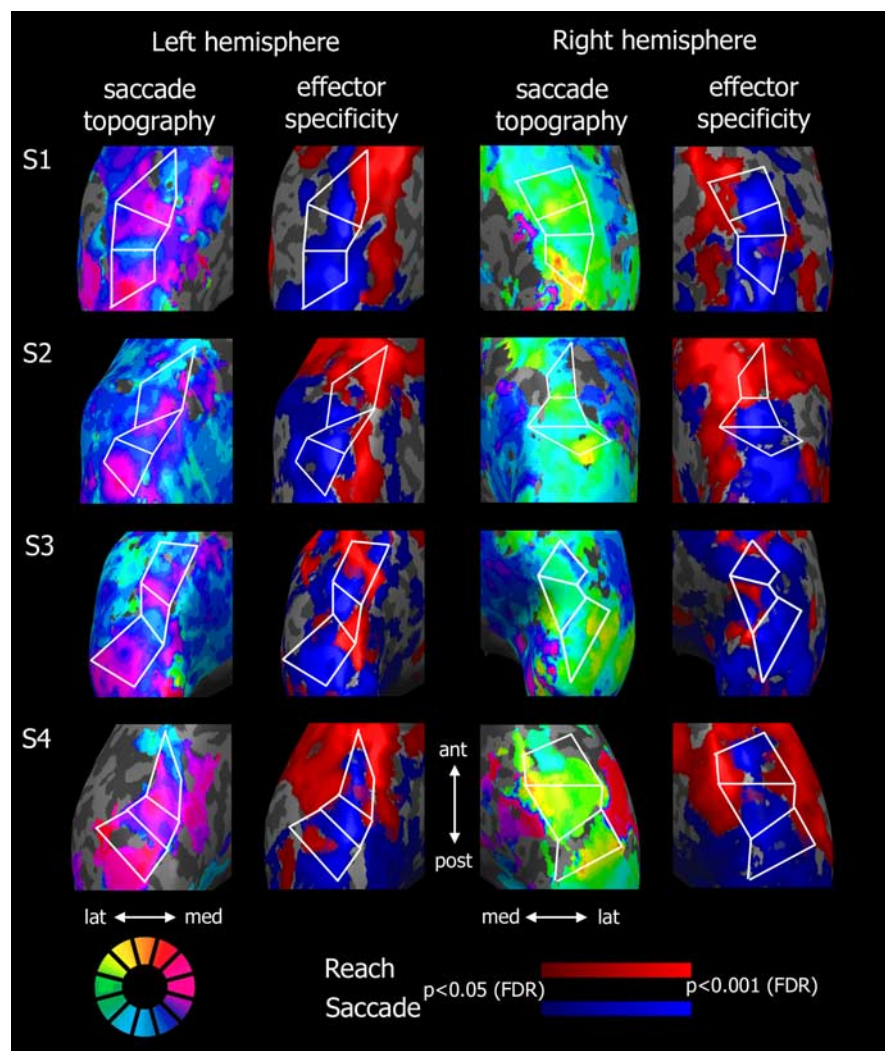 Left hemisphere
Right hemisphere
saccade topography
effector specificity
saccade topography
effector specificity
S1
S2
S3
S4
ant
post
lat
med
med
lat
Reach
Saccade
p<0.05 (FDR)
p<0.001 (FDR)